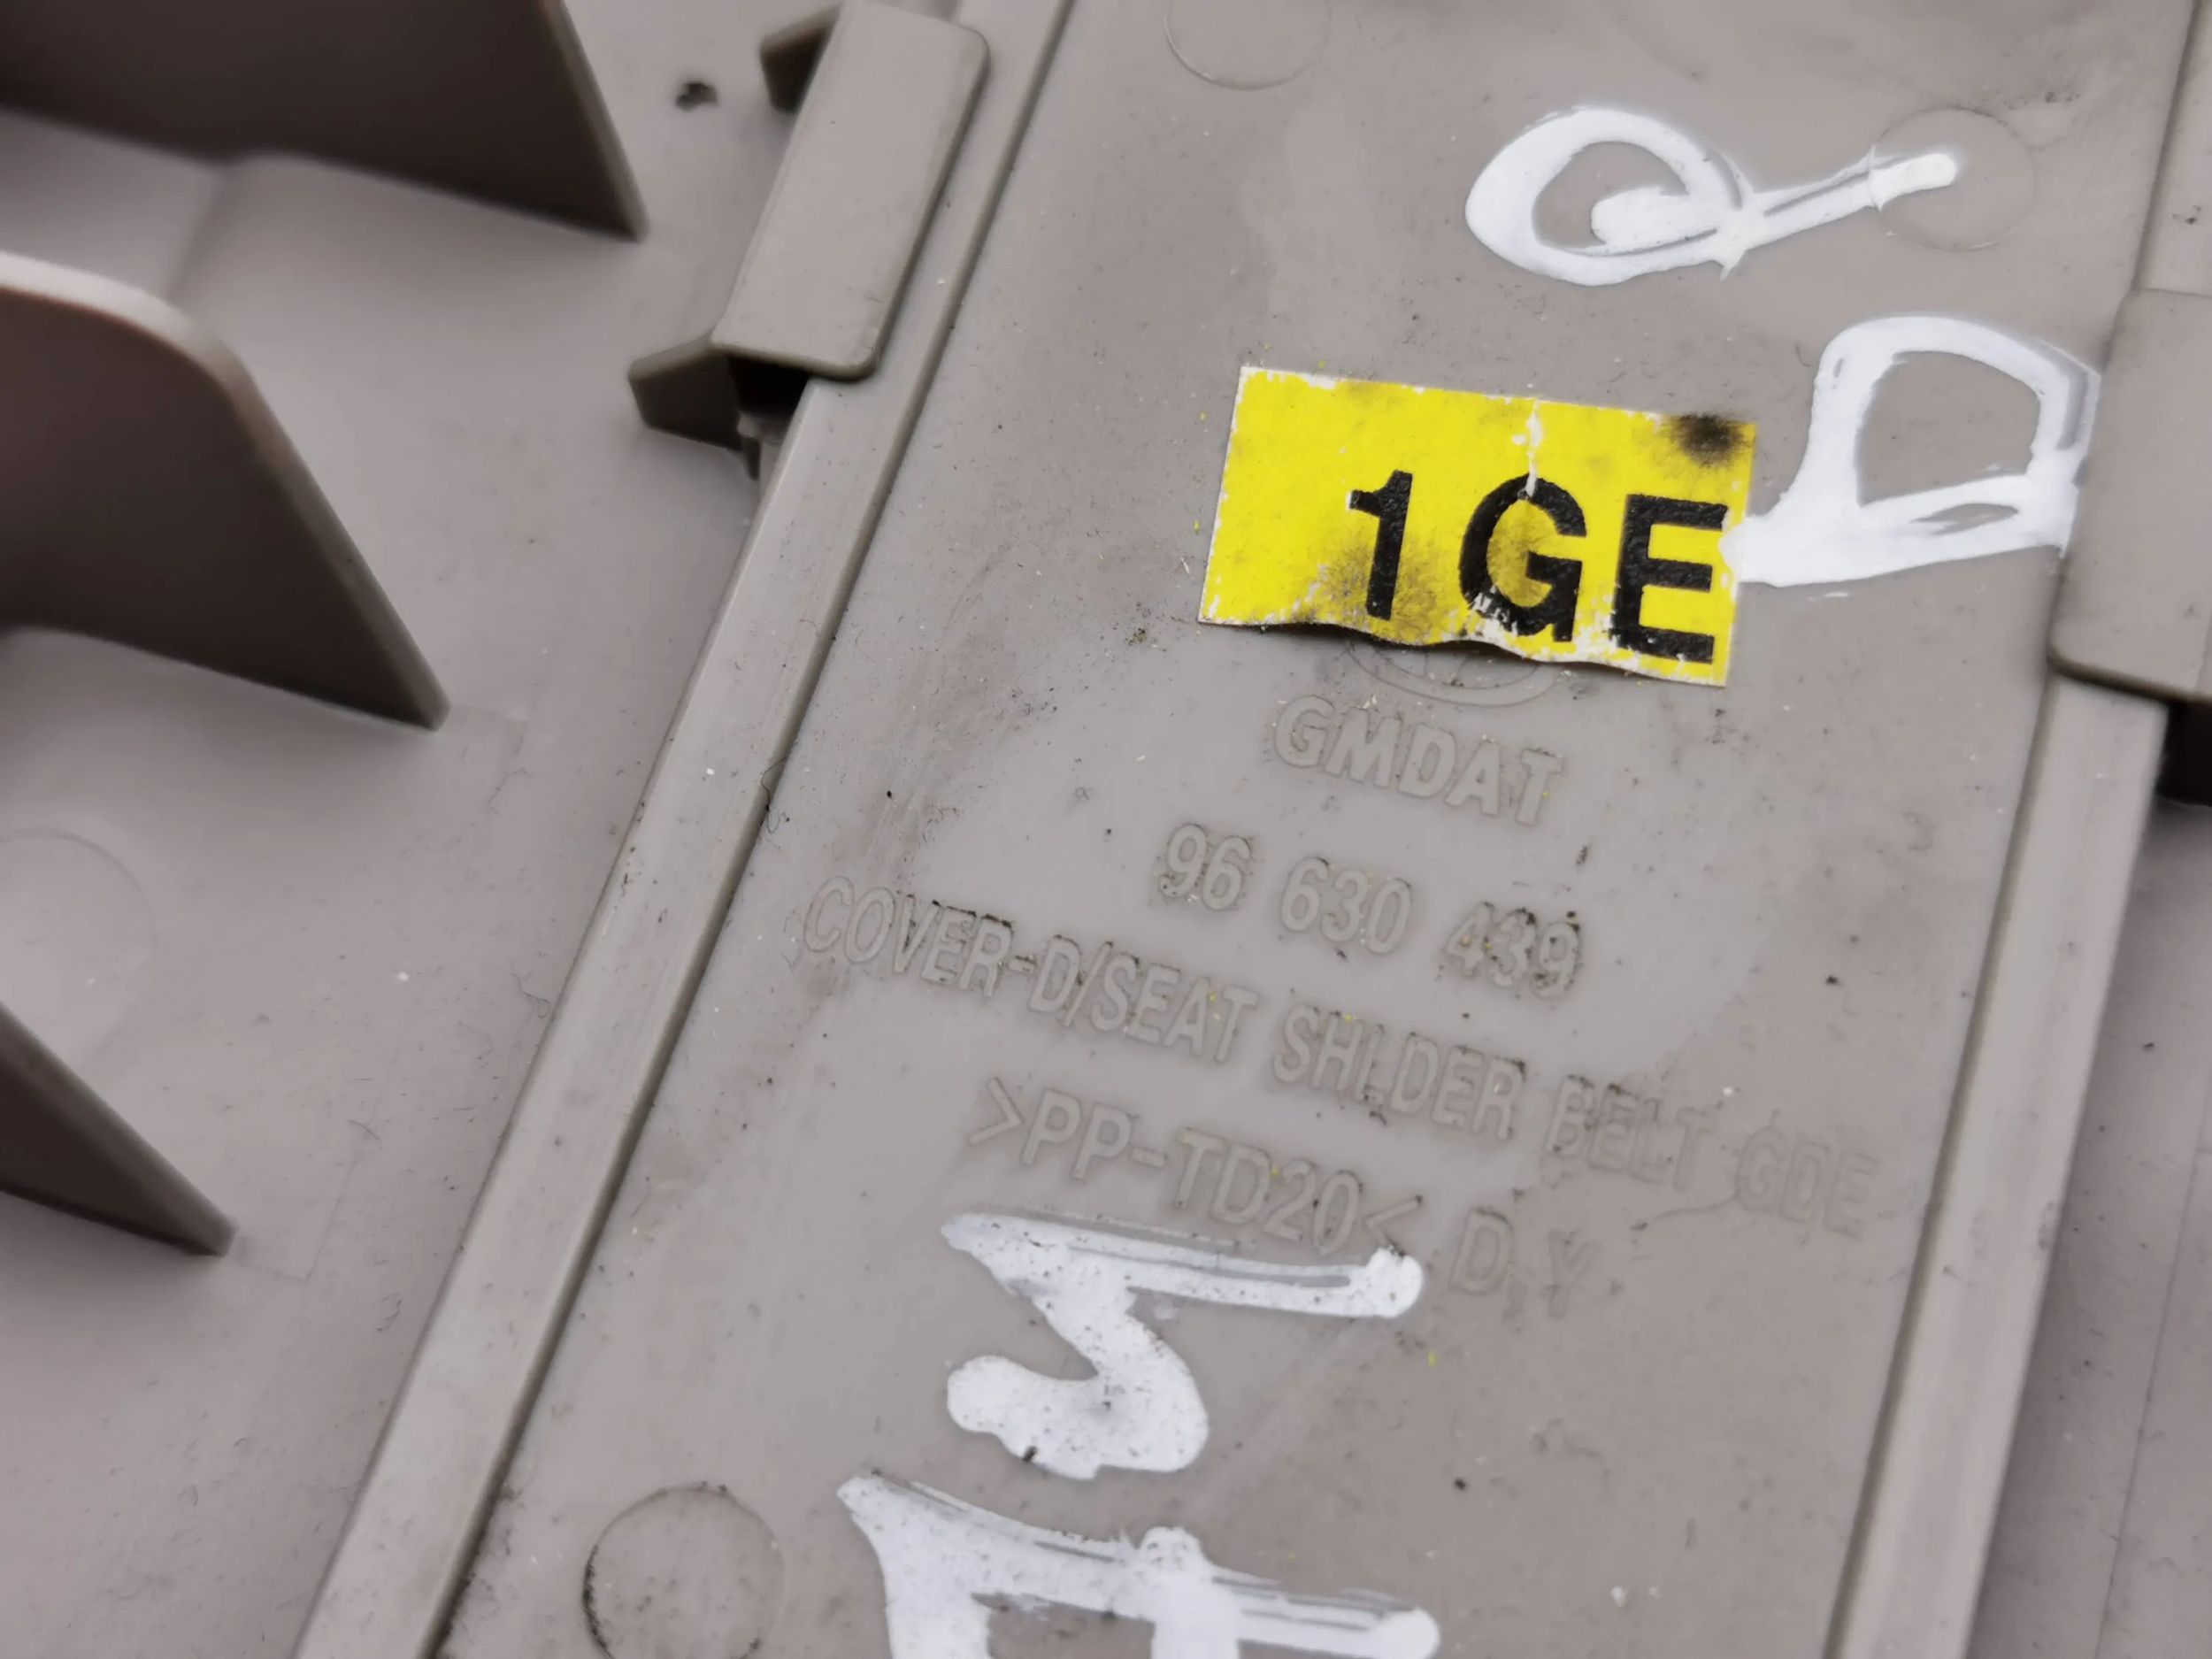 1GE
GMDAT
96 630 439
COVER-D/SEAT SHLDER BELT GDE
>PP-TD20< D.Y